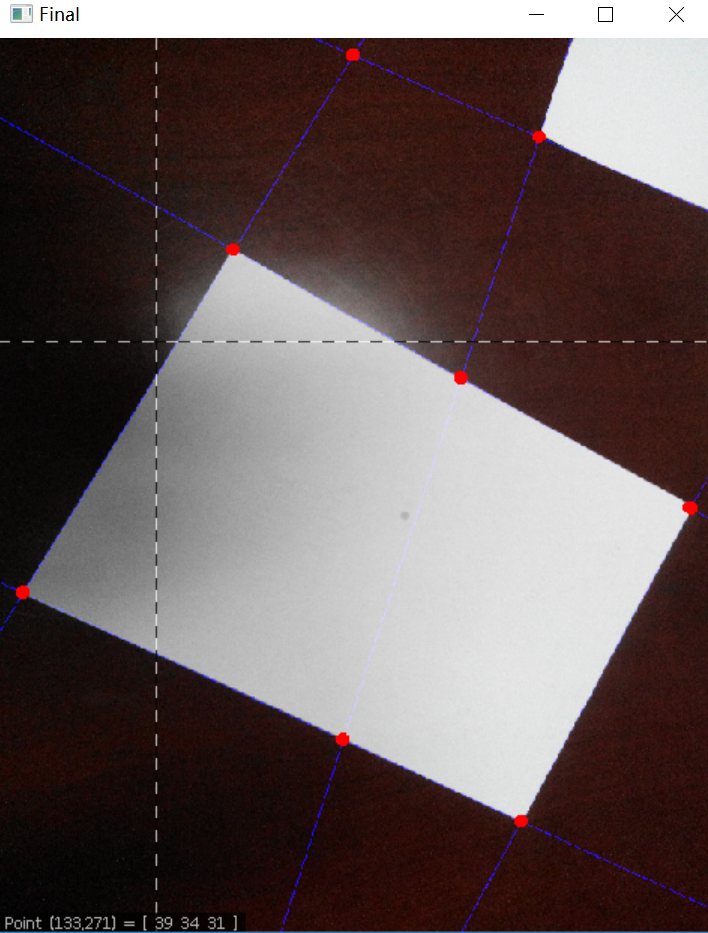 Final
Point (133,271) = [ 39 34 31 ]